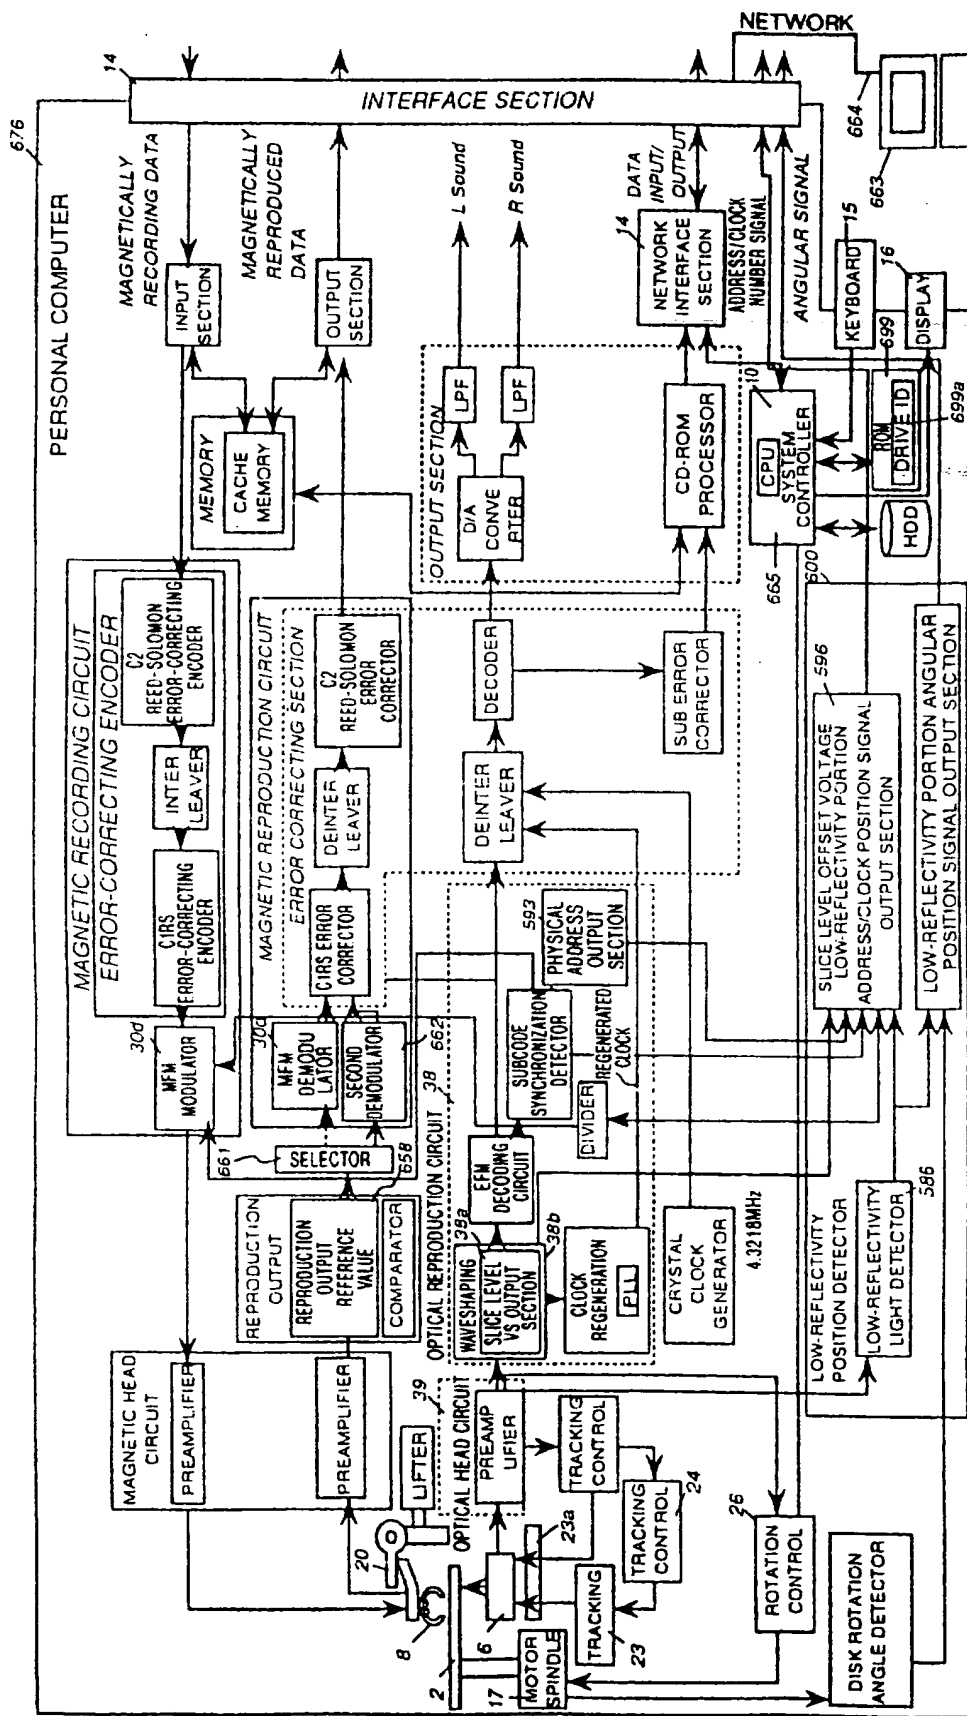 676
PERSONAL COMPUTER
14
INTERFACE SECTION
NETWORK
664
663
MAGNETICALLY
RECORDING DATA
MAGNETICALLY
REPRODUCED
DATA
L Sound
R Sound
DATA
INPUT/
OUTPUT
ADDRESS/CLOCK
NUMBER SIGNAL
ANGULAR SIGNAL
INPUT
SECTION
OUTPUT
SECTION
MEMORY
CACHE
MEMORY
OUTPUT SECTION
LPF
LPF
D/A
CONVE
RTER
CD-ROM
PROCESSOR
14
NETWORK
INTERFACE
SECTION
10
CPU
SYSTEM
CONTROLLER
665
KEYBOARD
15
16
DISPLAY
699
ROM
DRIVE ID
699a
HDD
600
MAGNETIC RECORDING CIRCUIT
ERROR-CORRECTING ENCODER
C2
REED-SOLOMON
ERROR-CORRECTING
ENCODER
INTER
LEAVER
CIRS
ERROR-CORRECTING
ENCODER
30d
MFM
MODULATOR
MAGNETIC REPRODUCTION CIRCUIT
ERROR CORRECTING SECTION
C2
REED-SOLOMON
ERROR
CORRECTOR
DEINTER
LEAVER
CIRS ERROR
CORRECTOR
MFM
DEMODU
LATOR
SECOND
DEMODULATOR
662
661
SELECTOR
658
DECODER
DEINTER
LEAVER
SUB ERROR
CORRECTOR
REPRODUCTION
OUTPUT
REPRODUCTION
OUTPUT
REFERENCE
VALUE
COMPARATOR
OPTICAL REPRODUCTION CIRCUIT
38
593
PHYSICAL
ADDRESS OUTPUT
SECTION
SUBCODE
SYNCHRONIZATION
DETECTOR
REGENERATED
CLOCK
DIVIDER
EFM
DECODING
CIRCUIT
38a
WAVESHAPING
SLICE LEVEL
VS OUTPUT
SECTION
38b
CLOCK
REGENERATION
PLL
CRYSTAL
CLOCK
GENERATOR
4.3218MHz
596
SLICE LEVEL OFFSET VOLTAGE
LOW-REFLECTIVITY PORTION
ADDRESS/CLOCK POSITION SIGNAL
OUTPUT SECTION
LOW-REFLECTIVITY PORTION ANGULAR
POSITION SIGNAL OUTPUT SECTION
LOW-REFLECTIVITY
POSITION DETECTOR
LOW-REFLECTIVITY
LIGHT DETECTOR
586
MAGNETIC HEAD
CIRCUIT
PREAMPLIFIER
PREAMPLIFIER
LIFTER
20
8
OPTICAL HEAD CIRCUIT
39
PREAMP
LIFIER
TRACKING
CONTROL
24
TRACKING
CONTROL
23a
TRACKING
23
6
2
17
MOTOR
SPINDLE
26
ROTATION
CONTROL
DISK ROTATION
ANGLE DETECTOR